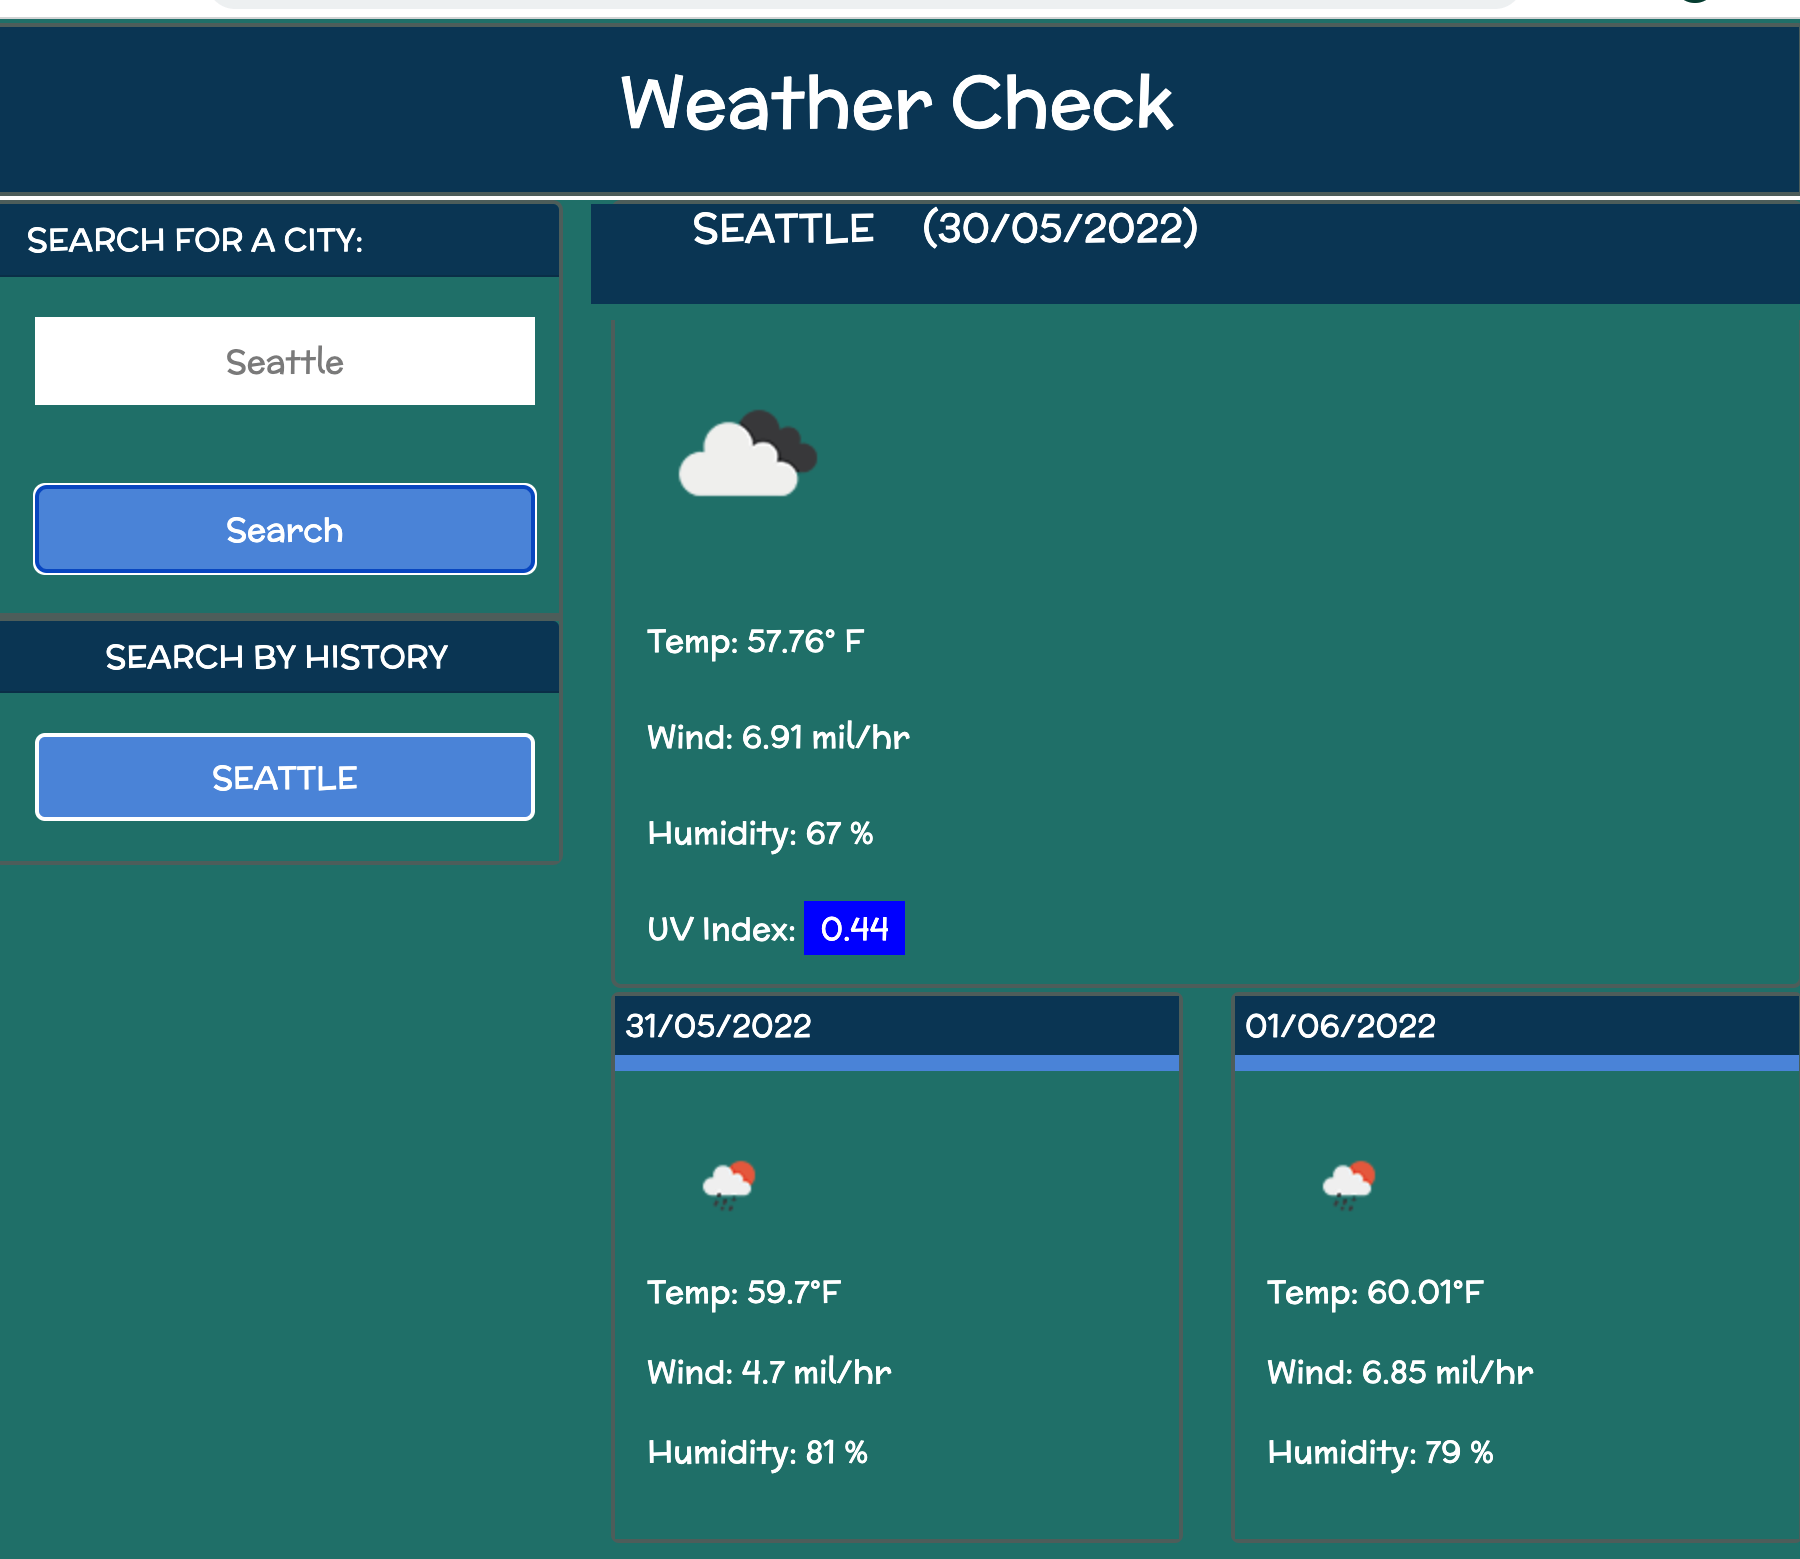 Weather Check
SEARCH FOR A CITY:
Seattle
Search
SEARCH BY HISTORY
SEATTLE
SEATTLE (30/05/2022)
Temp: 57.76° F
Wind: 6.91 mil/hr
Humidity: 67 %
UV Index: 0.44
31/05/2022
Temp: 59.7°F
Wind: 4.7 mil/hr
Humidity: 81 %
01/06/2022
Temp: 60.01°F
Wind: 6.85 mil/hr
Humidity: 79 %